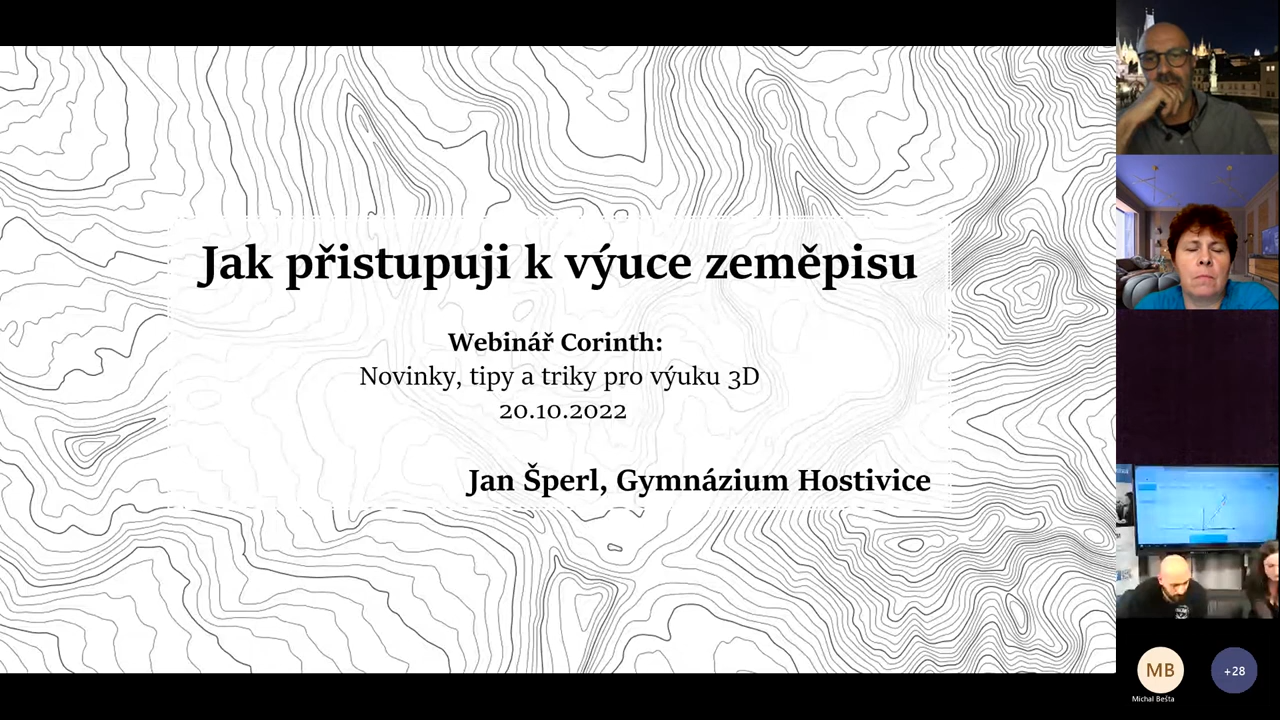 Jak přistupuji k výuce zeměpisu
Webinář Corinth:
Novinky, tipy a triky pro výuku 3D
20.10.2022
Jan Šperl, Gymnázium Hostivice
MB
+28
Michal Bešta